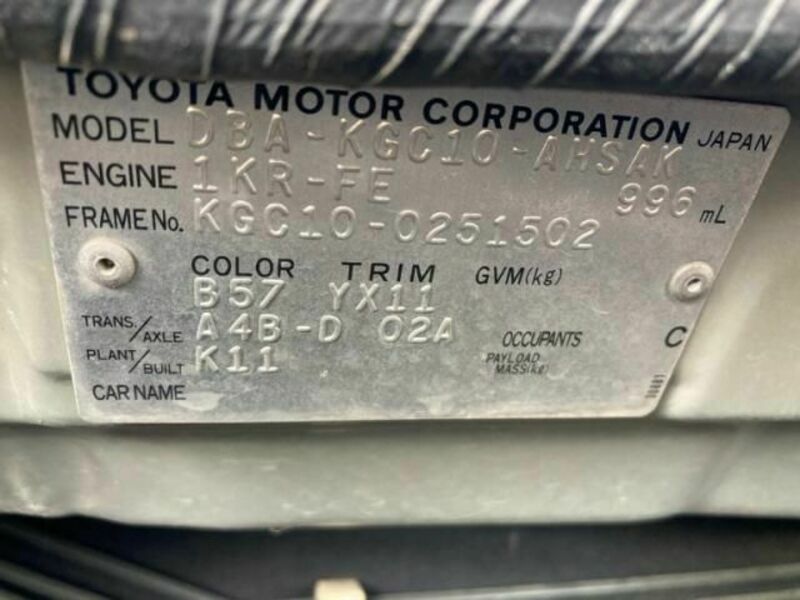 TOYOTA MOTOR CORPORATION JAPAN
MODEL DBA-KGC10-AHSAK
ENGINE 1KR-FE 996 mL
FRAME No. KGC10-0251502
COLOR TRIM GVM(kg)
B57 YX11
TRANS./AXLE A4B-D 02A OCCUPANTS C
PLANT/BUILT K11 PAYLOAD MASS(kg)
CAR NAME